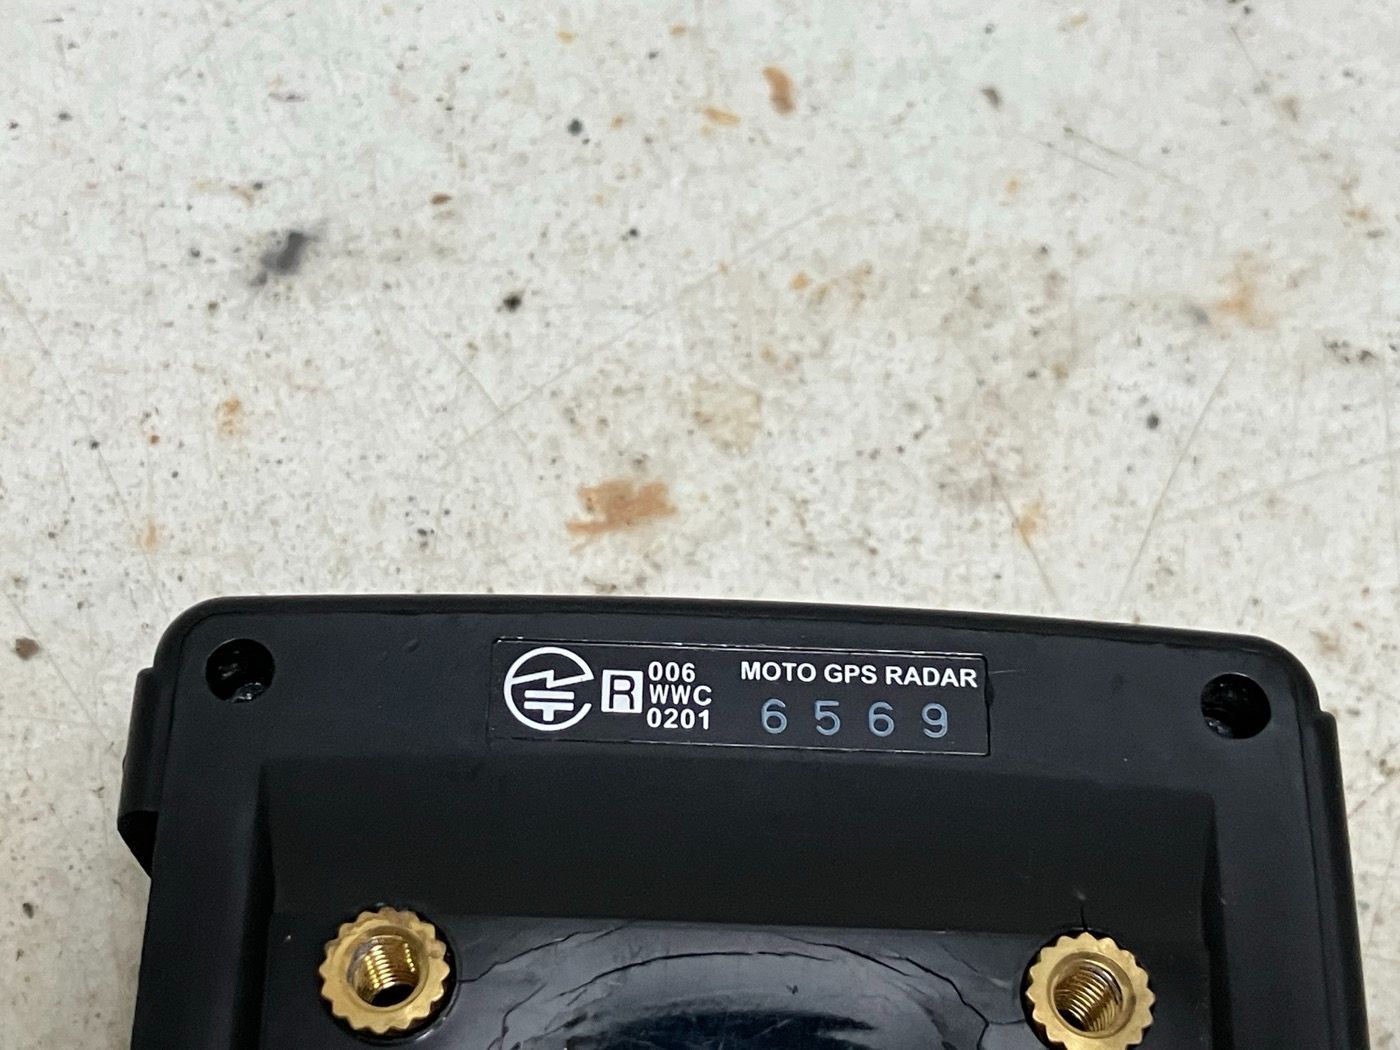 R 006
WWC
0201
MOTO GPS RADAR
6569